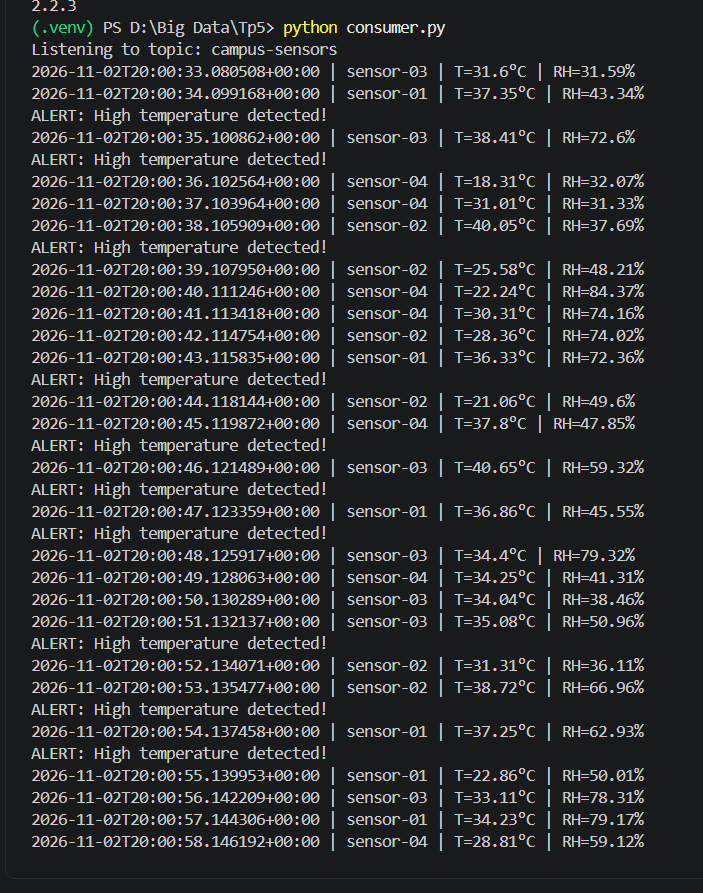 2.2.3
(.venv) PS D:\Big Data\Tp5> python consumer.py
Listening to topic: campus-sensors
2026-11-02T20:00:33.080508+00:00 | sensor-03 | T=31.6°C | RH=31.59%
2026-11-02T20:00:34.099168+00:00 | sensor-01 | T=37.35°C | RH=43.34%
ALERT: High temperature detected!
2026-11-02T20:00:35.100862+00:00 | sensor-03 | T=38.41°C | RH=72.6%
ALERT: High temperature detected!
2026-11-02T20:00:36.102564+00:00 | sensor-04 | T=18.31°C | RH=32.07%
2026-11-02T20:00:37.103964+00:00 | sensor-04 | T=31.01°C | RH=31.33%
2026-11-02T20:00:38.105909+00:00 | sensor-02 | T=40.05°C | RH=37.69%
ALERT: High temperature detected!
2026-11-02T20:00:39.107950+00:00 | sensor-02 | T=25.58°C | RH=48.21%
2026-11-02T20:00:40.111246+00:00 | sensor-04 | T=22.24°C | RH=84.37%
2026-11-02T20:00:41.113418+00:00 | sensor-04 | T=30.31°C | RH=74.16%
2026-11-02T20:00:42.114754+00:00 | sensor-02 | T=28.36°C | RH=74.02%
2026-11-02T20:00:43.115835+00:00 | sensor-01 | T=36.33°C | RH=72.36%
ALERT: High temperature detected!
2026-11-02T20:00:44.118144+00:00 | sensor-02 | T=21.06°C | RH=49.6%
2026-11-02T20:00:45.119872+00:00 | sensor-04 | T=37.8°C | RH=47.85%
ALERT: High temperature detected!
2026-11-02T20:00:46.121489+00:00 | sensor-03 | T=40.65°C | RH=59.32%
ALERT: High temperature detected!
2026-11-02T20:00:47.123359+00:00 | sensor-01 | T=36.86°C | RH=45.55%
ALERT: High temperature detected!
2026-11-02T20:00:48.125917+00:00 | sensor-03 | T=34.4°C | RH=79.32%
2026-11-02T20:00:49.128063+00:00 | sensor-04 | T=34.25°C | RH=41.31%
2026-11-02T20:00:50.130289+00:00 | sensor-03 | T=34.04°C | RH=38.46%
2026-11-02T20:00:51.132137+00:00 | sensor-03 | T=35.08°C | RH=50.96%
ALERT: High temperature detected!
2026-11-02T20:00:52.134071+00:00 | sensor-02 | T=31.31°C | RH=36.11%
2026-11-02T20:00:53.135477+00:00 | sensor-02 | T=38.72°C | RH=66.96%
ALERT: High temperature detected!
2026-11-02T20:00:54.137458+00:00 | sensor-01 | T=37.25°C | RH=62.93%
ALERT: High temperature detected!
2026-11-02T20:00:55.139953+00:00 | sensor-01 | T=22.86°C | RH=50.01%
2026-11-02T20:00:56.142209+00:00 | sensor-03 | T=33.11°C | RH=78.31%
2026-11-02T20:00:57.144306+00:00 | sensor-01 | T=34.23°C | RH=79.17%
2026-11-02T20:00:58.146192+00:00 | sensor-04 | T=28.81°C | RH=59.12%